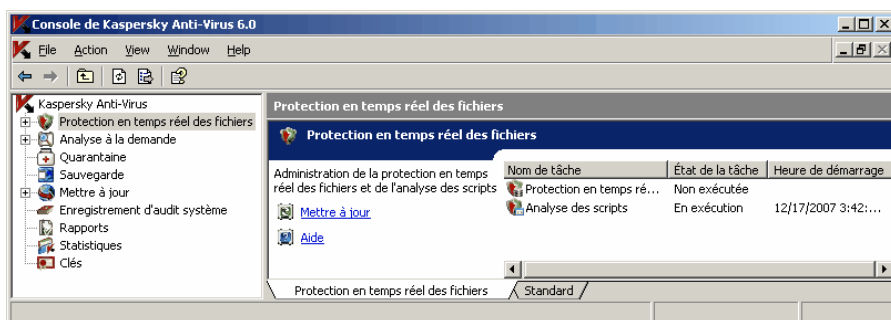 Console de Kaspersky Anti-Virus 6.0
File Action View Window Help
Kaspersky Anti-Virus
Protection en temps réel des fichiers
Analyse à la demande
Quarantaine
Sauvegarde
Mettre à jour
Enregistrement d'audit système
Rapports
Statistiques
Clés
Protection en temps réel des fichiers
Protection en temps réel des fichiers
Administration de la protection en temps
réel des fichiers et de l'analyse des scripts
Mettre à jour
Aide
Nom de tâche État de la tâche Heure de démarrage
Protection en temps ré... Non exécutée
Analyse des scripts En exécution 12/17/2007 3:42:...
Protection en temps réel des fichiers Standard